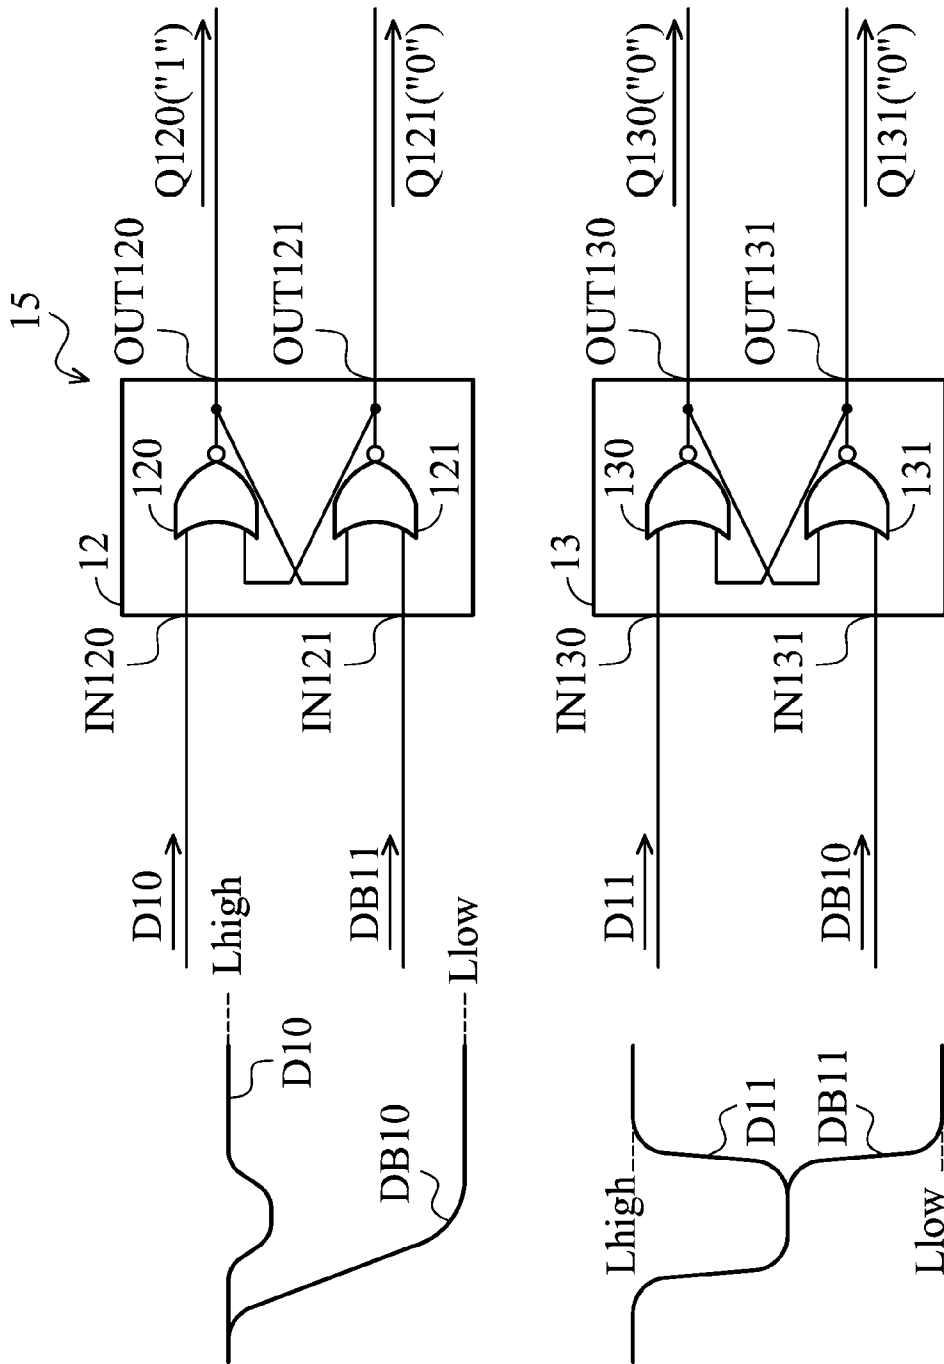 15
12
IN120
120
OUT120
Q120("1")
D10
Lhigh
D10
IN121
121
OUT121
Q121("0")
DB11
DB10
Llow
13
IN130
130
OUT130
Q130("0")
D11
Lhigh
D11
IN131
131
OUT131
Q131("0")
DB10
DB11
Llow